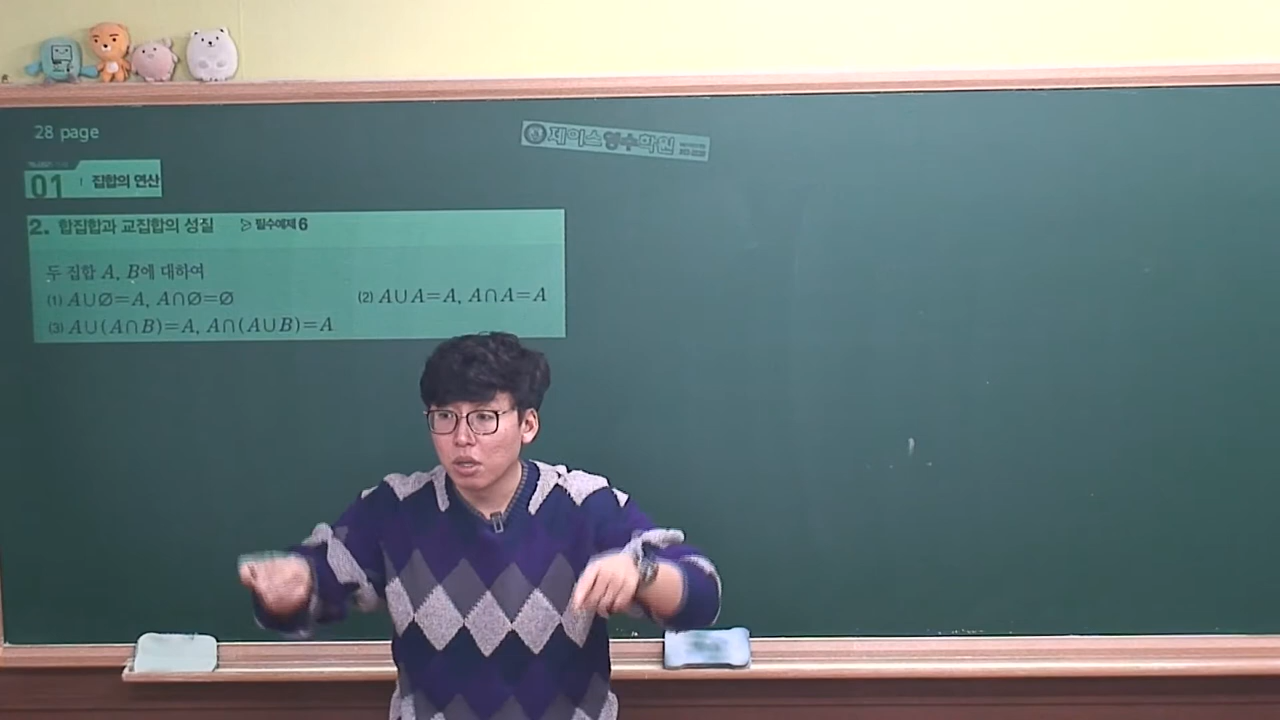 28 page
제이스영수학원
01 집합의 연산
2. 합집합과 교집합의 성질 ▷ 필수예제 6
두 집합 A, B에 대하여
(1) A∪∅=A, A∩∅=∅ (2) A∪A=A, A∩A=A
(3) A∪(A∩B)=A, A∩(A∪B)=A